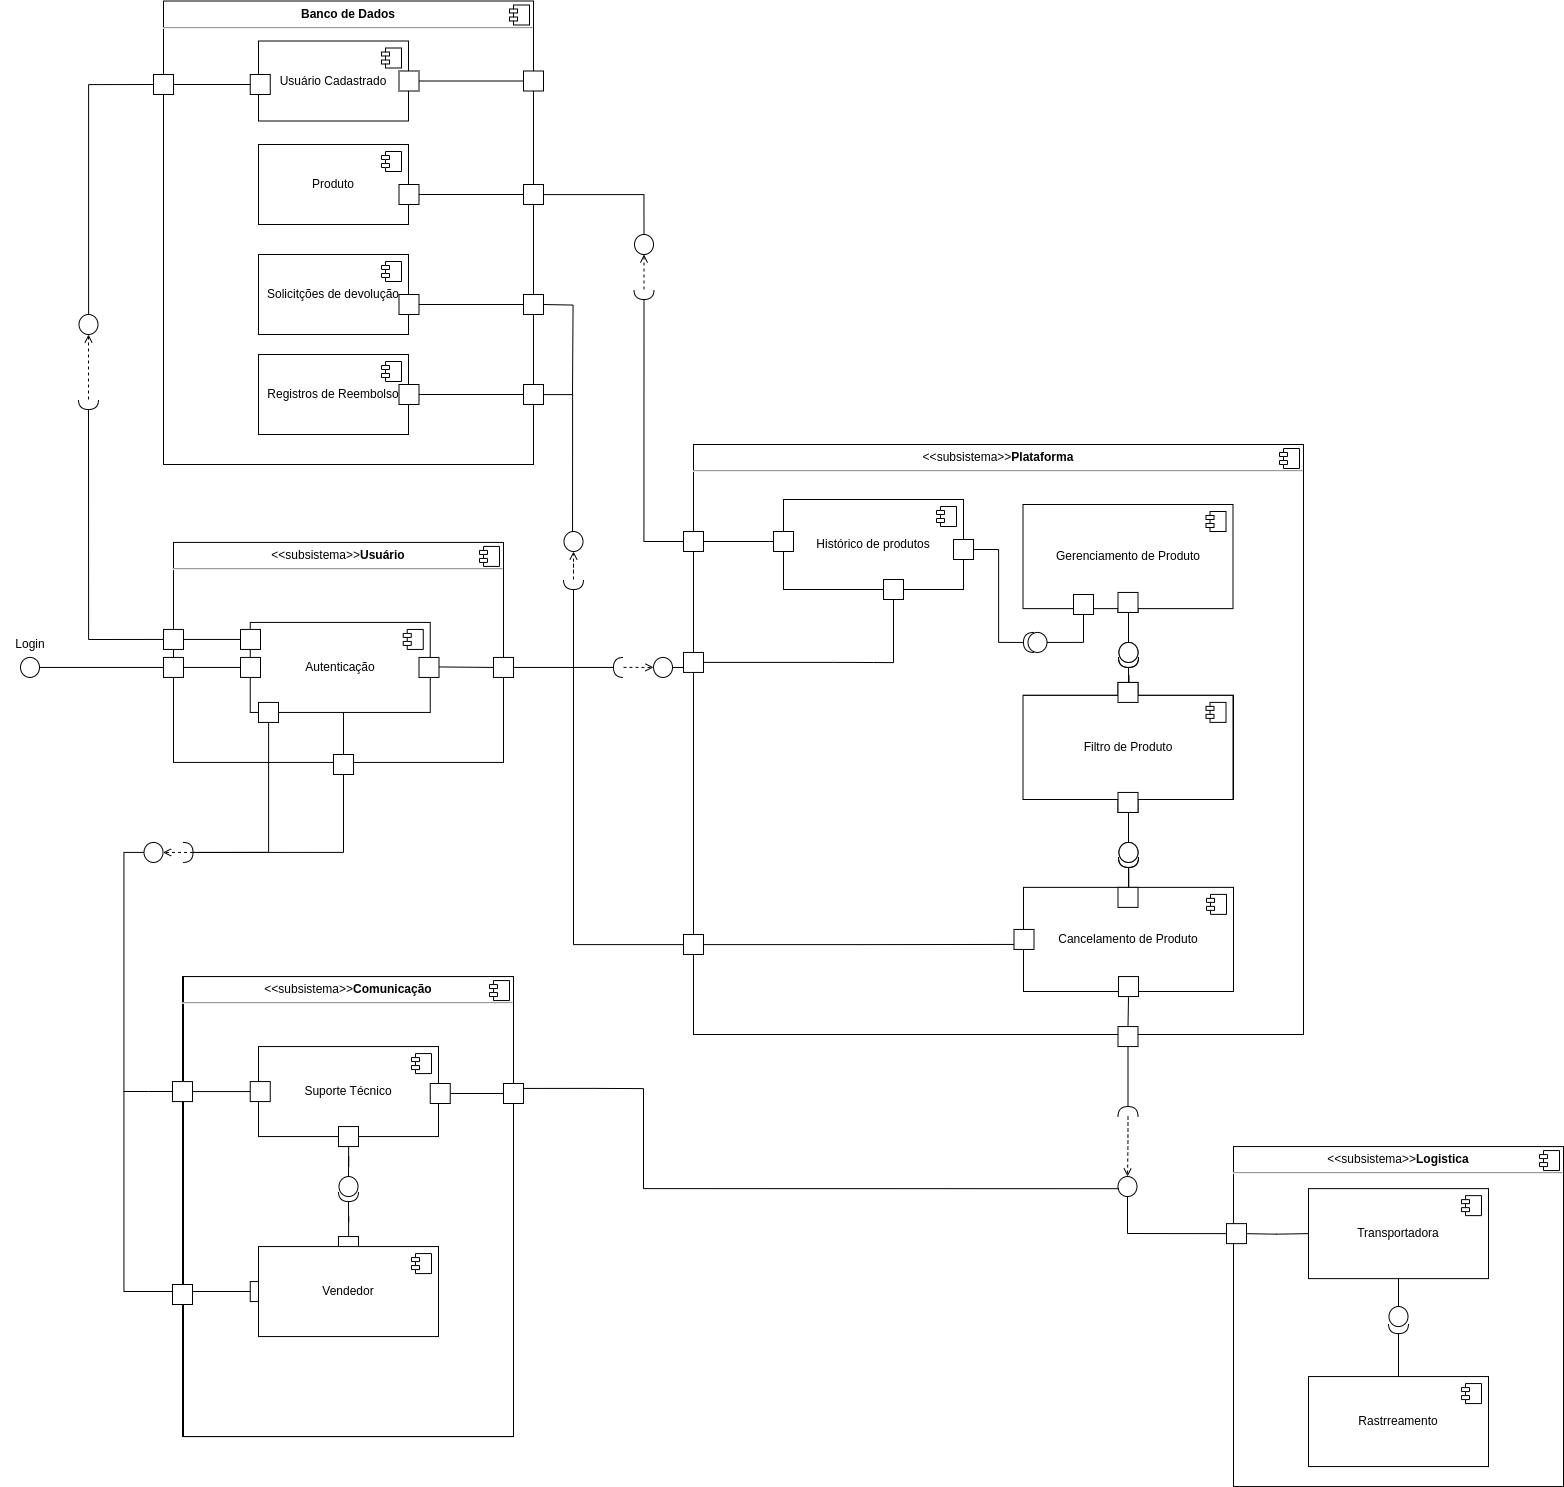 Banco de Dados
Usuário Cadastrado
Produto
Solicitções de devolução
Registros de Reembolso
<<subsistema>>Plataforma
Histórico de produtos
Gerenciamento de Produto
<<subsistema>>Usuário
Login
Autenticação
Filtro de Produto
Cancelamento de Produto
<<subsistema>>Comunicação
Suporte Técnico
Vendedor
<<subsistema>>Logistica
Transportadora
Rastrreamento